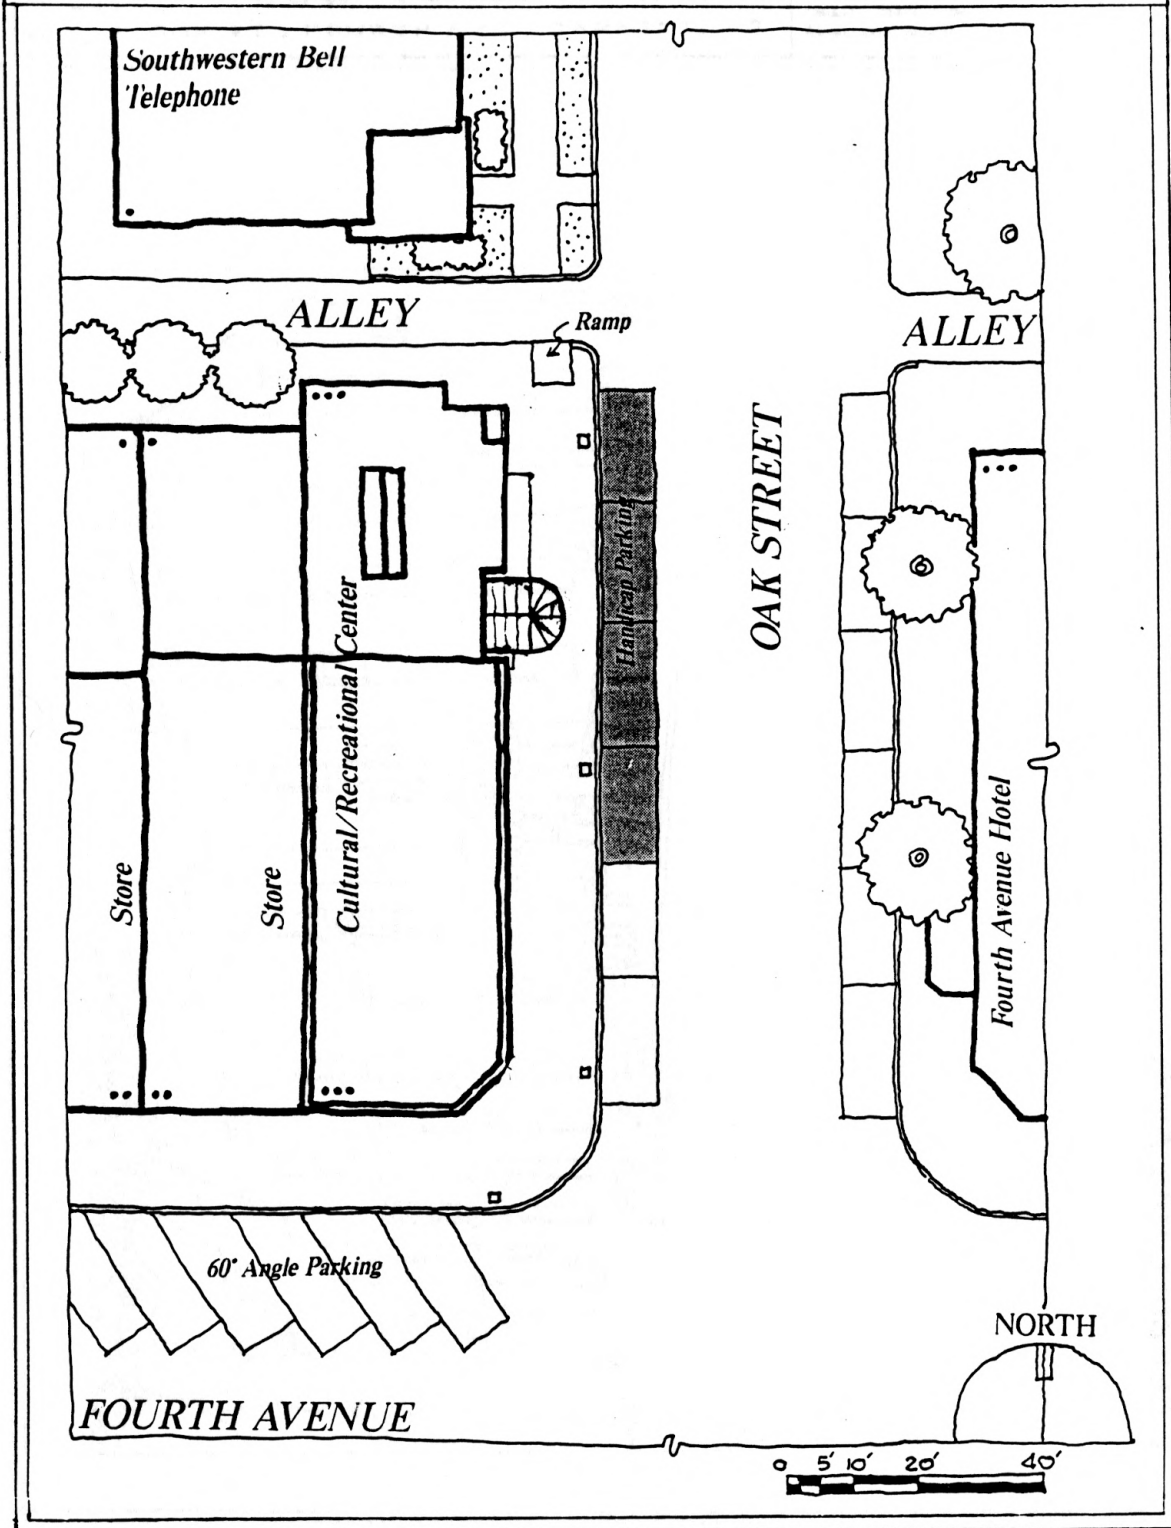 Southwestern Bell
Telephone
ALLEY
Ramp
ALLEY
OAK STREET
Handicap Parking
Cultural/Recreational Center
Store
Store
Fourth Avenue Hotel
60° Angle Parking
NORTH
FOURTH AVENUE
0 5' 10' 20' 40'